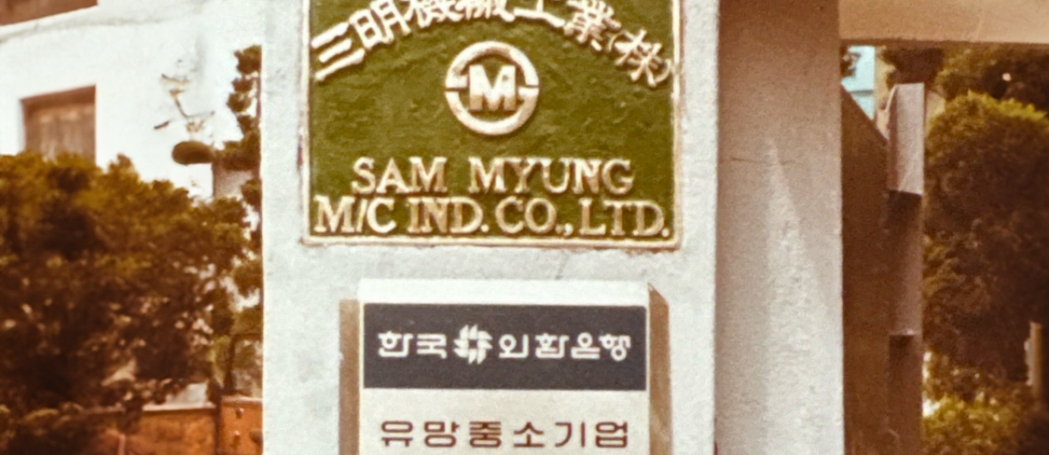 三明機械工業(株)
M
SAM MYUNG
M/C IND. CO., LTD.
한국외환은행
유망중소기업